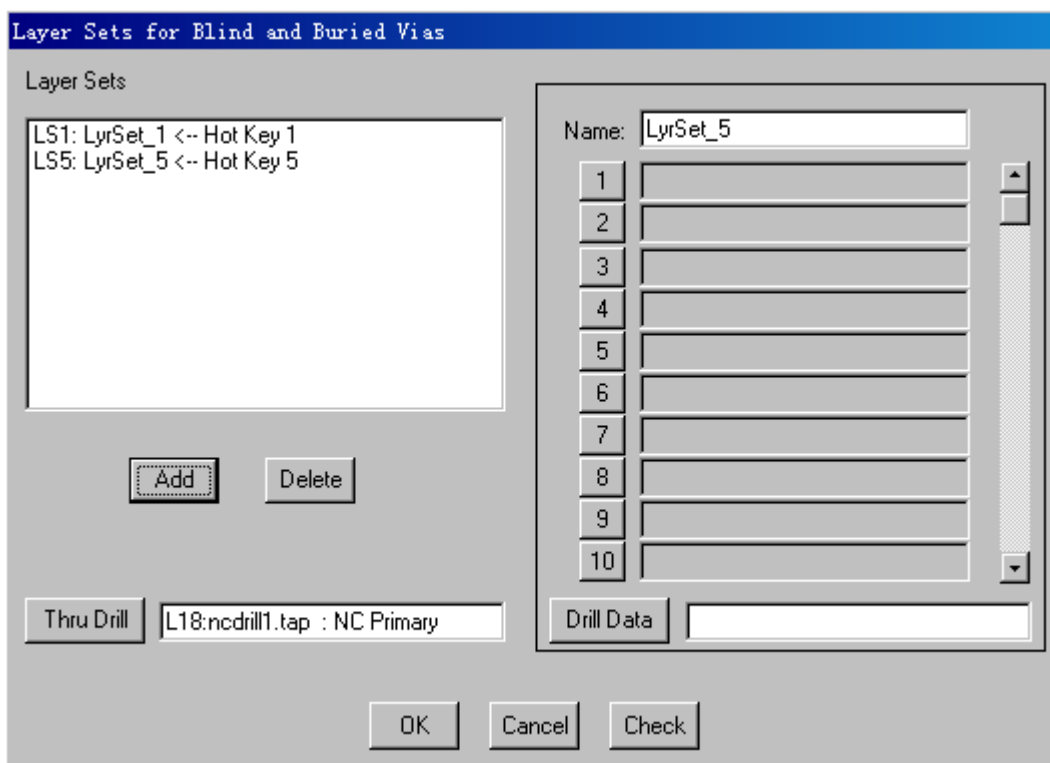 Layer Sets for Blind and Buried Vias
Layer Sets
LS1: LyrSet_1 <-- Hot Key 1
LS5: LyrSet_5 <-- Hot Key 5
Add
Delete
Thru Drill
L18:ncdrill1.tap : NC Primary
Name:
LyrSet_5
1
2
3
4
5
6
7
8
9
10
Drill Data
OK
Cancel
Check